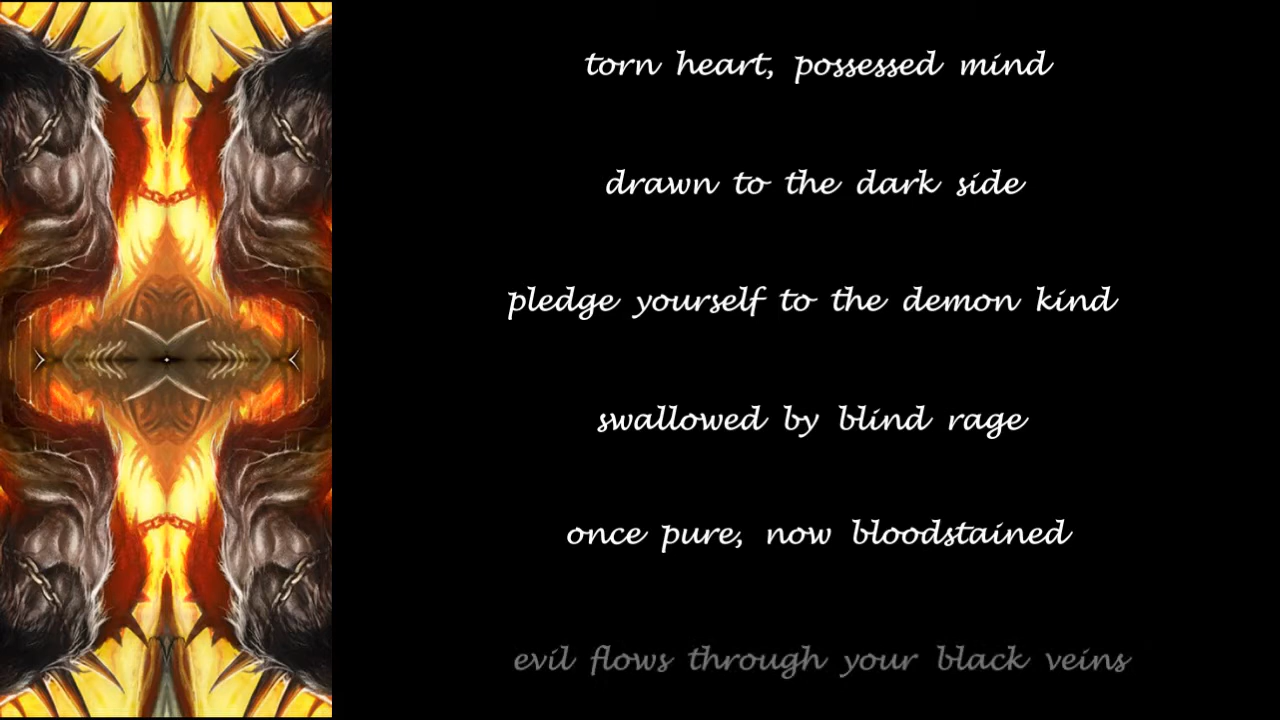 torn heart, possessed mind
drawn to the dark side
pledge yourself to the demon kind
swallowed by blind rage
once pure, now bloodstained
evil flows through your black veins